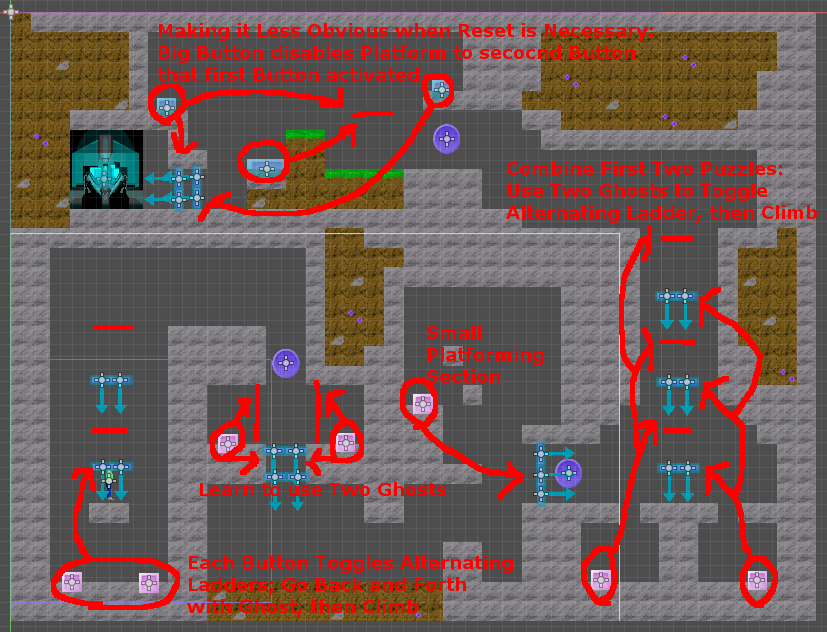 Making it Less Obvious when Reset is Necessary:
Big Button disables Platform to secocnd Button
that first Button activated
Combine First Two Puzzles:
Use Two Ghosts to Toggle
Alternating Ladder, then Climb
Small
Platforming
Section
Learn to use Two Ghosts
Each Button Toggles Alternating
Ladders; Go Back and Forth
with Ghost, then Climb